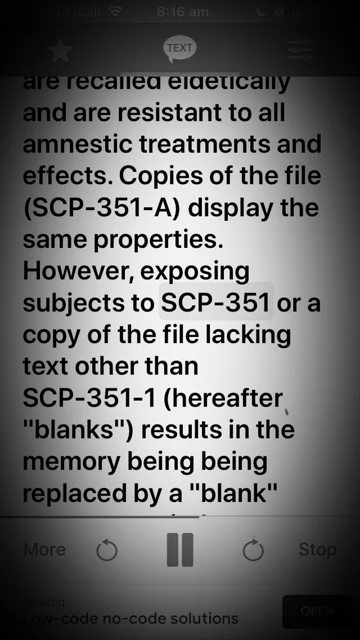 8:16 am
TEXT
are recalled eidetically
and are resistant to all
amnestic treatments and
effects. Copies of the file
(SCP-351-A) display the
same properties.
However, exposing
subjects to SCP-351 or a
copy of the file lacking
text other than
SCP-351-1 (hereafter
"blanks") results in the
memory being being
replaced by a "blank"
More
Stop
Low-code no-code solutions
OPEN